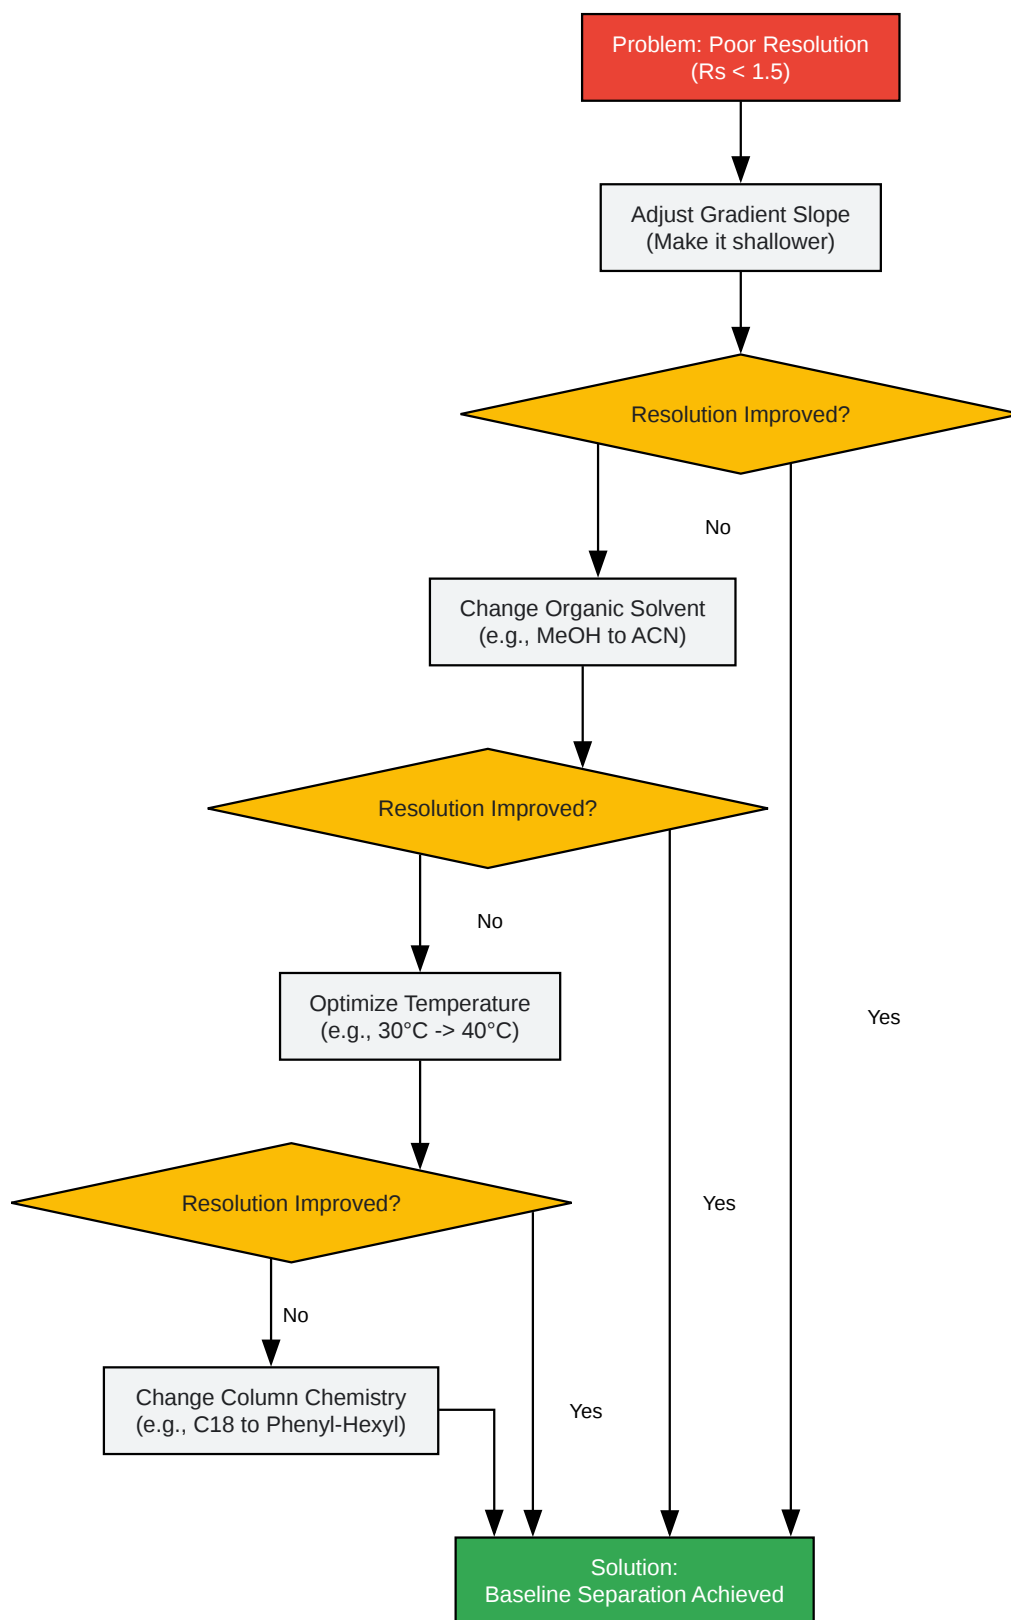 Problem: Poor Resolution
(Rs < 1.5)
Adjust Gradient Slope
(Make it shallower)
Resolution Improved?
No
Change Organic Solvent
(e.g., MeOH to ACN)
Resolution Improved?
No
Optimize Temperature
(e.g., 30°C -> 40°C)
Yes
Resolution Improved?
Yes
No
Change Column Chemistry
(e.g., C18 to Phenyl-Hexyl)
Yes
Solution:
Baseline Separation Achieved